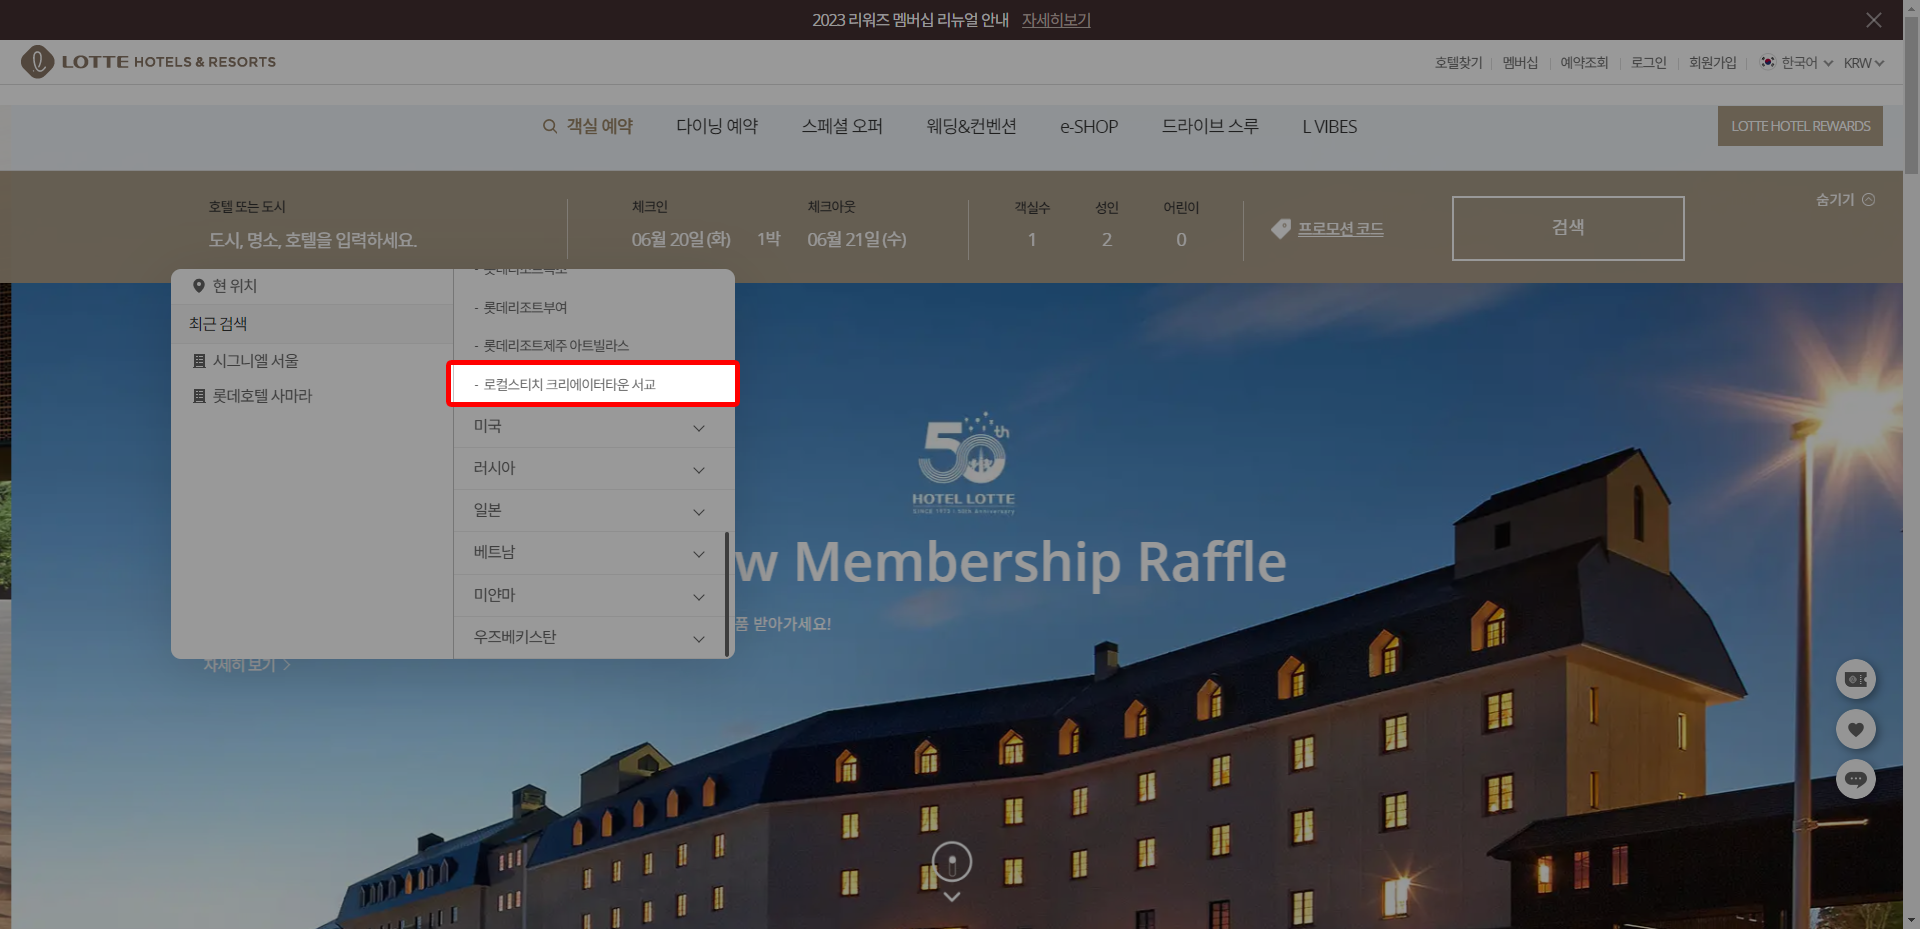 2023 리워즈 멤버십 리뉴얼 안내 자세히보기
LOTTE HOTELS & RESORTS
호텔찾기 멤버십 예약조회 로그인 회원가입 한국어 KRW
객실 예약 다이닝 예약 스페셜 오퍼 웨딩&컨벤션 e-SHOP 드라이브 스루 L VIBES
LOTTE HOTEL REWARDS
호텔 또는 도시 체크인 체크아웃 객실수 성인 어린이
도시, 명소, 호텔을 입력하세요. 06월 20일 (화) 1박 06월 21일 (수) 1 2 0
프로모션 코드
검색
숨기기
현 위치
최근 검색
시그니엘 서울
롯데호텔 사마라
- 롯데리조트속초
- 롯데리조트부여
- 롯데리조트제주 아트빌라스
- 로컬스티치 크리에이터타운 서교
미국
러시아
일본
베트남
미얀마
우즈베키스탄
50th
HOTEL LOTTE
SINCE 1973 | 50th Anniversary
w Membership Raffle
품 받아가세요!
자세히 보기